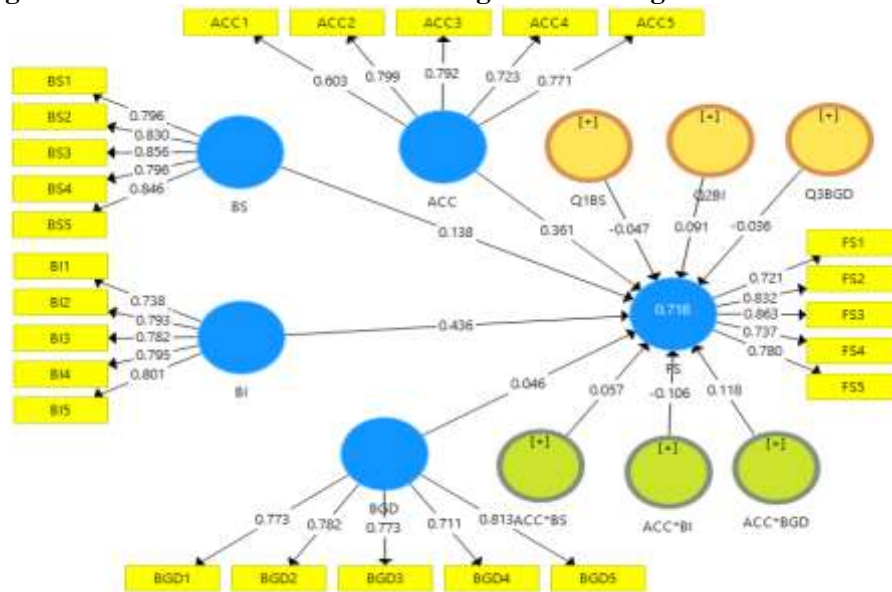 ACC1 ACC2 ACC3 ACC4 ACC5
0.603 0.799 0.792 0.723 0.771
BS1
BS2
BS3
BS4
BS5
0.796
0.830
0.856
0.796
0.846
BS
ACC
[+] [+] [+]
Q1BS Q2BI Q3BGD
0.138 0.361 -0.047 0.091 -0.036
BI1
BI2
BI3
BI4
BI5
0.738
0.793
0.782
0.795
0.801
BI
0.436
0.716
FS
FS1
FS2
FS3
FS4
FS5
0.721
0.832
0.863
0.737
0.780
0.046
0.057 -0.106 0.118
[+] [+] [+]
ACC*BS ACC*BI ACC*BGD
BGD
0.773 0.782 0.773 0.711 0.813
BGD1 BGD2 BGD3 BGD4 BGD5